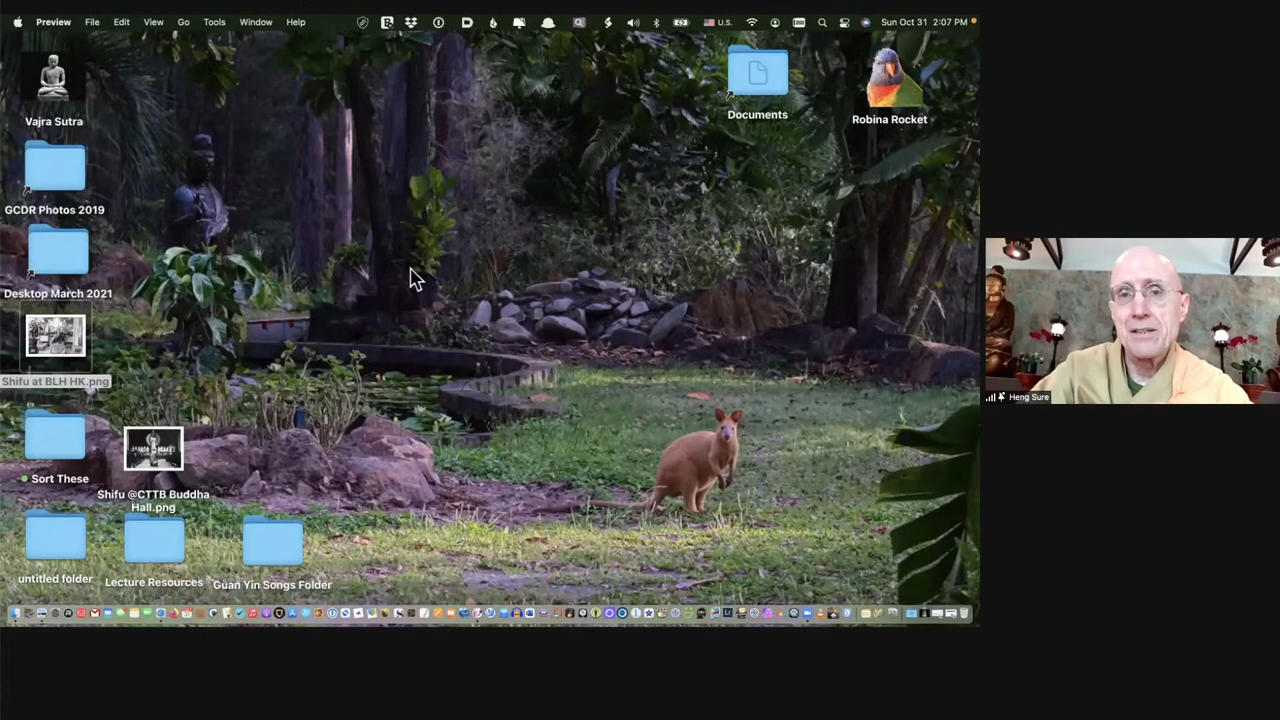 Preview File Edit View Go Tools Window Help U.S. Sun Oct 31 2:07 PM
Vajra Sutra
Documents
Robina Rocket
GCDR Photos 2019
Desktop March 2021
Shifu at BLH HK.png
Heng Sure
Sort These
Shifu @CTTB Buddha
Hall.png
untitled folder
Lecture Resources
Guan Yin Songs Folder